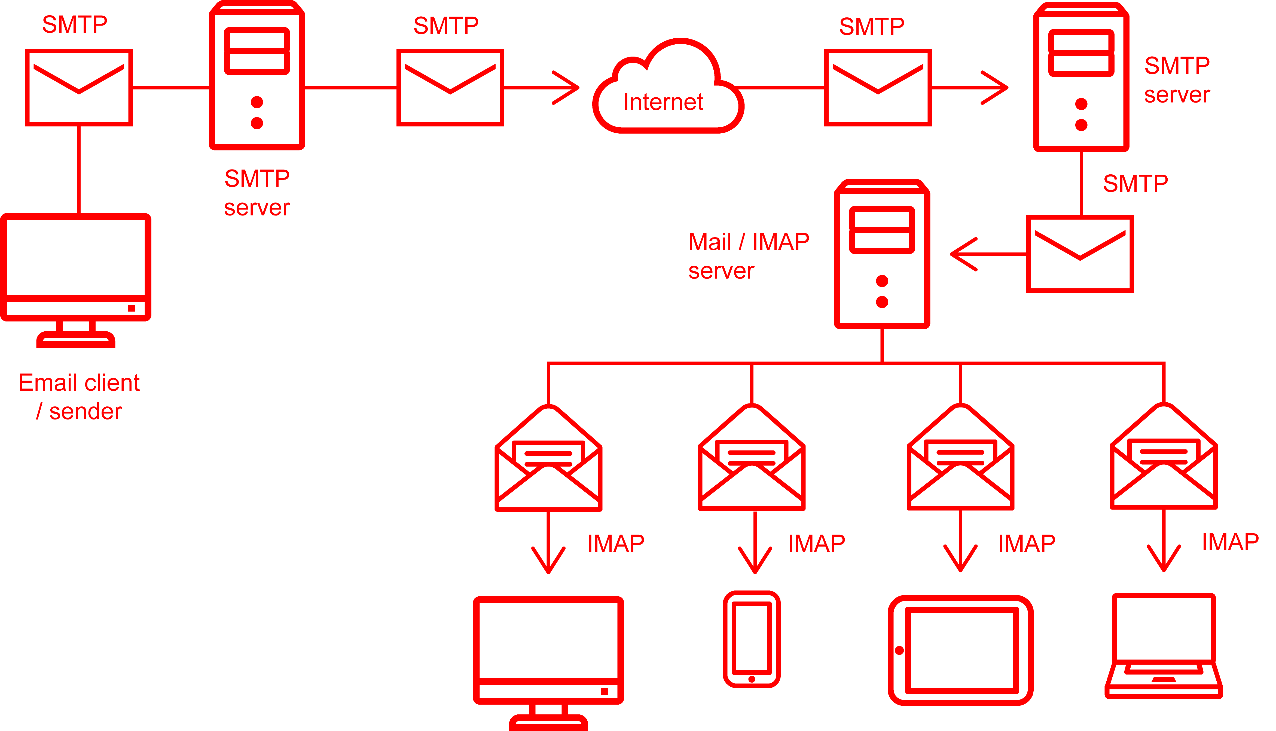 SMTP
SMTP
SMTP
SMTP
server
Internet
SMTP
server
SMTP
Mail / IMAP
server
Email client
/ sender
IMAP
IMAP
IMAP
IMAP